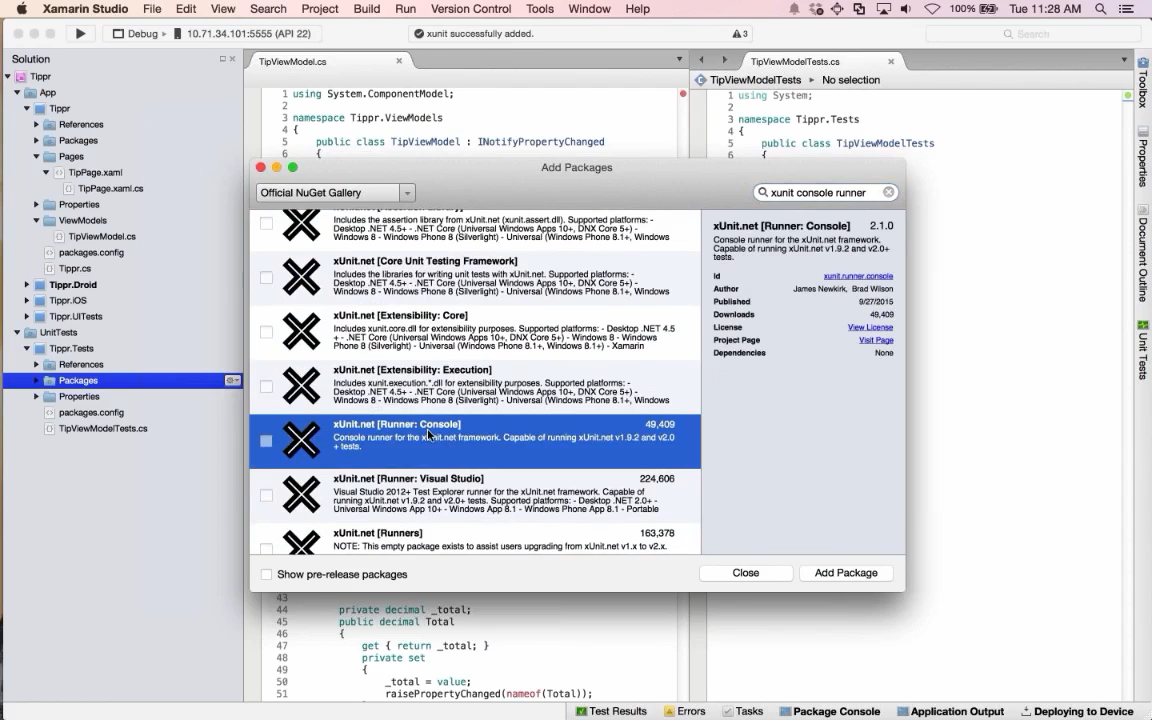 Xamarin Studio File Edit View Search Project Build Run Version Control Tools Window Help 100% Tue 11:28 AM
Debug 10.71.34.101:5555 (API 22) xunit successfully added. 3 Search
Solution
Tippr
App
Tippr
References
Packages
Pages
TipPage.xaml
TipPage.xaml.cs
Properties
ViewModels
TipViewModel.cs
packages.config
Tippr.cs
Tippr.Droid
Tippr.iOS
Tippr.UITests
UnitTests
Tippr.Tests
References
Packages
Properties
packages.config
TipViewModelTests.cs
TipViewModel.cs
1 using System.ComponentModel;
2
3 namespace Tippr.ViewModels
4 {
5 public class TipViewModel : INotifyPropertyChanged
6 {
TipViewModelTests.cs
TipViewModelTests No selection
1 using System;
2
3 namespace Tippr.Tests
4 {
5 public class TipViewModelTests
6 {
Add Packages
Official NuGet Gallery
xunit console runner
Includes the assertion library from xUnit.net (xunit.assert.dll). Supported platforms: -
Desktop .NET 4.5+ - .NET Core (Universal Windows Apps 10+, DNX Core 5+) -
Windows 8 - Windows Phone 8 (Silverlight) - Universal (Windows 8.1+, Windows
xUnit.net [Core Unit Testing Framework]
Includes the libraries for writing unit tests with xUnit.net. Supported platforms: -
Desktop .NET 4.5+ - .NET Core (Universal Windows Apps 10+, DNX Core 5+) -
Windows 8 - Windows Phone 8 (Silverlight) - Universal (Windows 8.1+, Windows
xUnit.net [Extensibility: Core]
Includes xunit.core.dll for extensibility purposes. Supported platforms: - Desktop .NET 4.5
+ - .NET Core (Universal Windows Apps 10+, DNX Core 5+) - Windows 8 - Windows
Phone 8 (Silverlight) - Universal (Windows Phone 8.1+, Windows 8.1+) - Xamarin
xUnit.net [Extensibility: Execution]
Includes xunit.execution.*.dll for extensibility purposes. Supported platforms: -
Desktop .NET 4.5+ - .NET Core (Universal Windows Apps 10+, DNX Core 5+) -
Windows 8 - Windows Phone 8 (Silverlight) - Universal (Windows Phone 8.1+, Windows
xUnit.net [Runner: Console] 49,409
Console runner for the xUnit.net framework. Capable of running xUnit.net v1.9.2 and v2.0
+ tests.
xUnit.net [Runner: Visual Studio] 224,606
Visual Studio 2012+ Test Explorer runner for the xUnit.net framework. Capable of
running xUnit.net v1.9.2 and v2.0+ tests. Supported platforms: - Desktop .NET 2.0+ -
Universal Windows App 10+ - Windows App 8.1 - Windows Phone App 8.1 - Portable
xUnit.net [Runners] 163,378
NOTE: This empty package exists to assist users upgrading from xUnit.net v1.x to v2.x.
xUnit.net [Runner: Console] 2.1.0
Console runner for the xUnit.net framework.
Capable of running xUnit.net v1.9.2 and v2.0+
tests.
Id xunit.runner.console
Author James Newkirk, Brad Wilson
Published 9/27/2015
Downloads 49,409
License View License
Project Page Visit Page
Dependencies None
Show pre-release packages
Close
Add Package
43
44 private decimal _total;
45 public decimal Total
46 {
47 get { return _total; }
48 private set
49 {
50 _total = value;
51 raisePropertyChanged(nameof(Total));
Toolbox
Properties
Document Outline
Unit Tests
Test Results Errors Tasks Package Console Application Output Deploying to Device